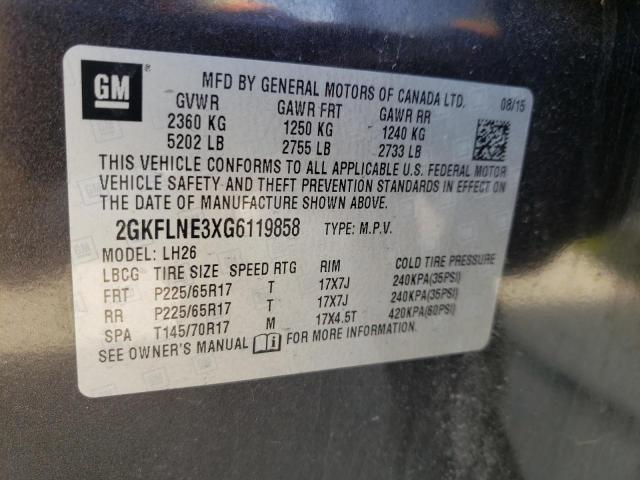 GM ®
MFD BY GENERAL MOTORS OF CANADA LTD. 08/15
GVWR GAWR FRT GAWR RR
2360 KG 1250 KG 1240 KG
5202 LB 2755 LB 2733 LB
THIS VEHICLE CONFORMS TO ALL APPLICABLE U.S. FEDERAL MOTOR
VEHICLE SAFETY AND THEFT PREVENTION STANDARDS IN EFFECT ON
THE DATE OF MANUFACTURE SHOWN ABOVE.
2GKFLNE3XG6119858 TYPE: M.P.V.
MODEL: LH26
LBCG TIRE SIZE SPEED RTG RIM COLD TIRE PRESSURE
FRT P225/65R17 T 17X7J 240KPA(35PSI)
RR P225/65R17 T 17X7J 240KPA(35PSI)
SPA T145/70R17 M 17X4.5T 420KPA(60PSI)
SEE OWNER'S MANUAL FOR MORE INFORMATION.